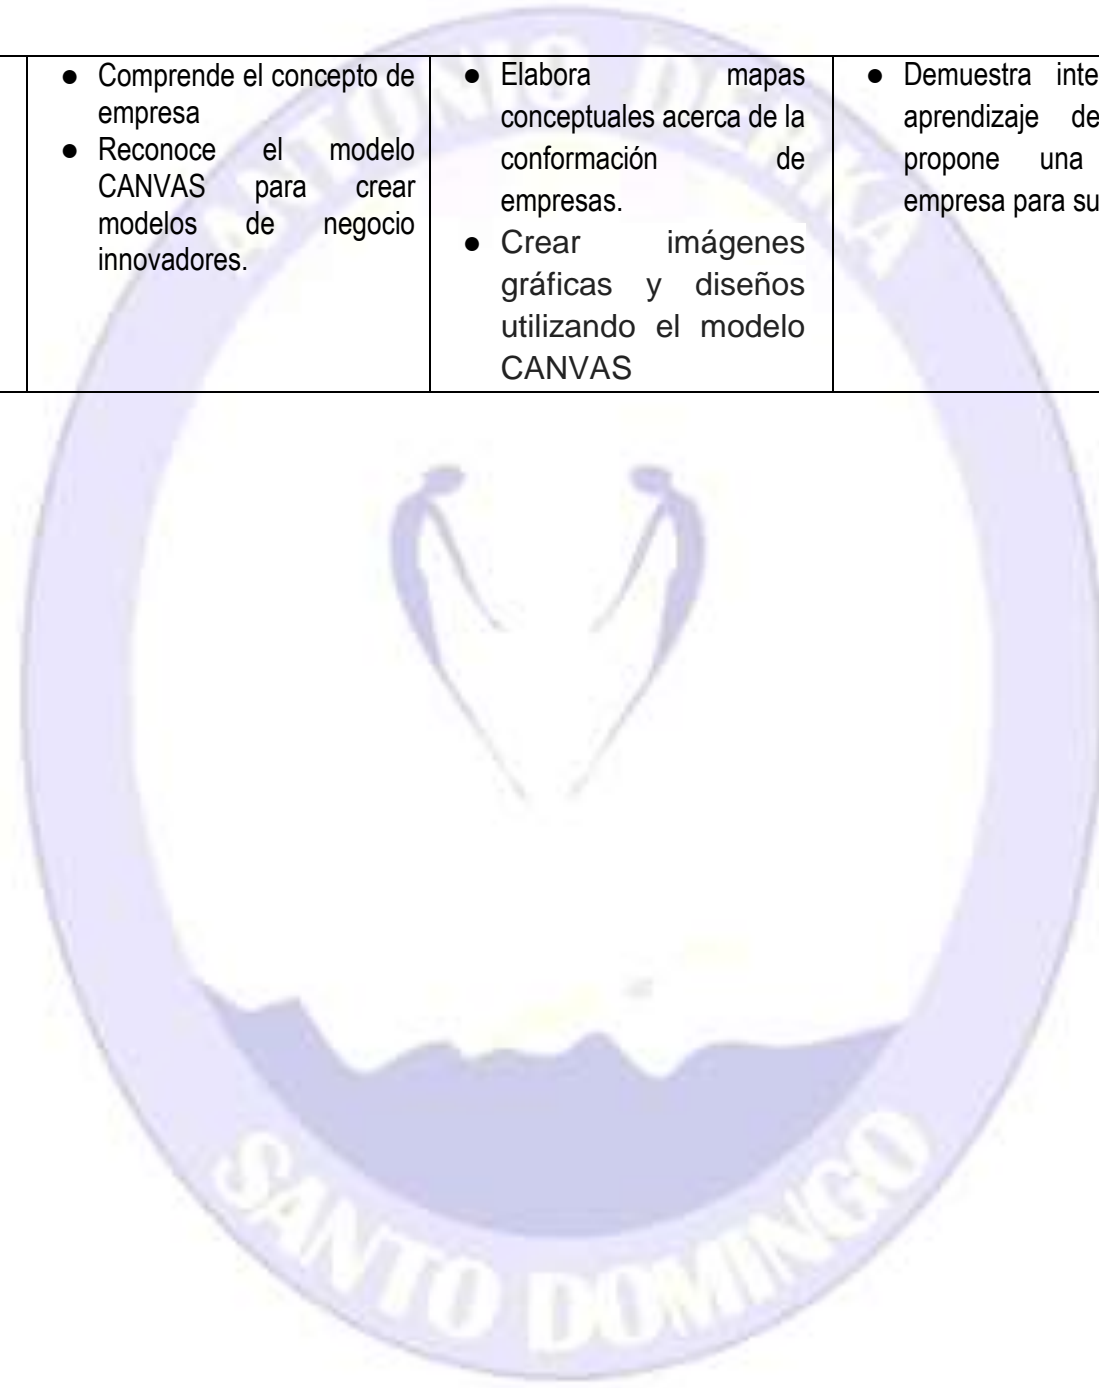 ● Comprende el concepto de
empresa
● Reconoce el modelo
CANVAS para crear
modelos de negocio
innovadores.
● Elabora mapas
conceptuales acerca de la
conformación de
empresas.
● Crear imágenes
gráficas y diseños
utilizando el modelo
CANVAS
● Demuestra inte
aprendizaje de
propone una
empresa para su
ANTONIO DERKA
SANTO DOMINGO